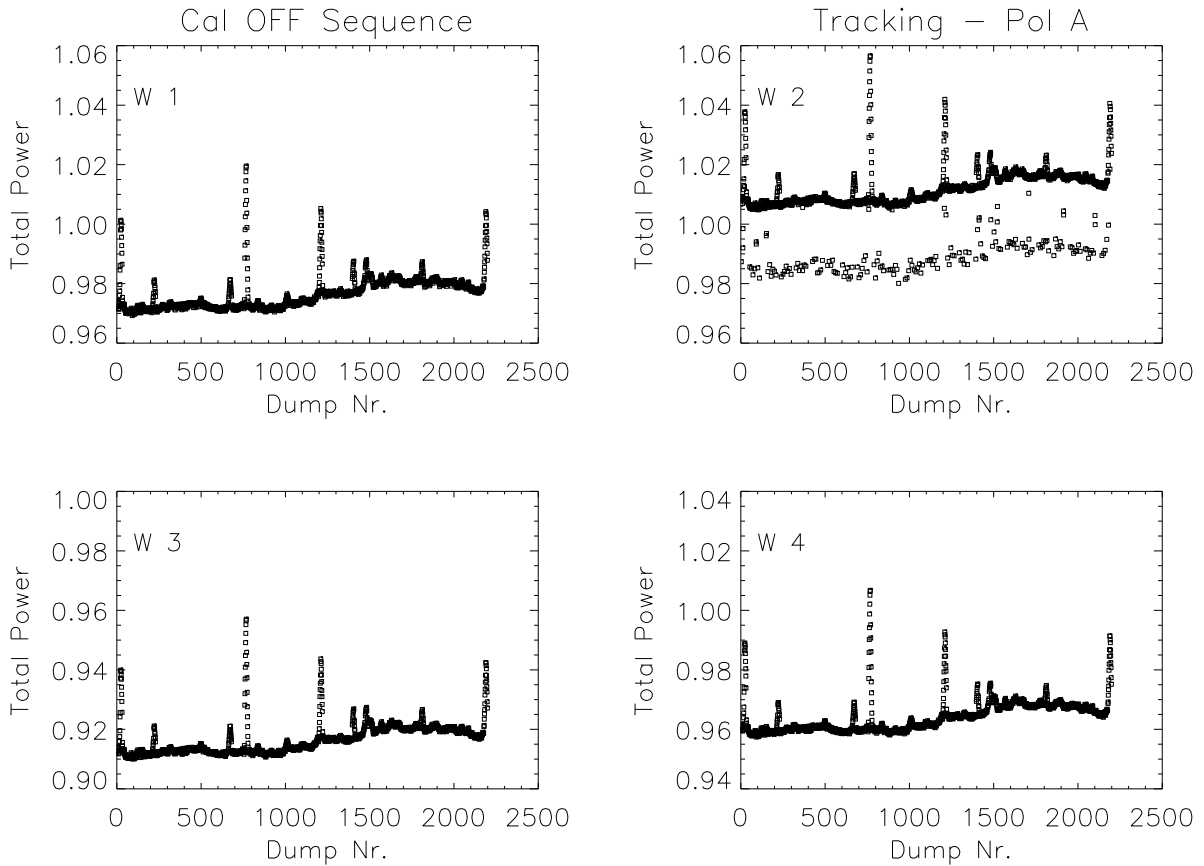 Cal OFF Sequence
Tracking – Pol A
1.06
1.04
1.02
1.00
0.98
0.96
Total Power
W 1
0 500 1000 1500 2000 2500
Dump Nr.
1.06
1.04
1.02
1.00
0.98
0.96
Total Power
W 2
0 500 1000 1500 2000 2500
Dump Nr.
1.00
0.98
0.96
0.94
0.92
0.90
Total Power
W 3
0 500 1000 1500 2000 2500
Dump Nr.
1.04
1.02
1.00
0.98
0.96
0.94
Total Power
W 4
0 500 1000 1500 2000 2500
Dump Nr.